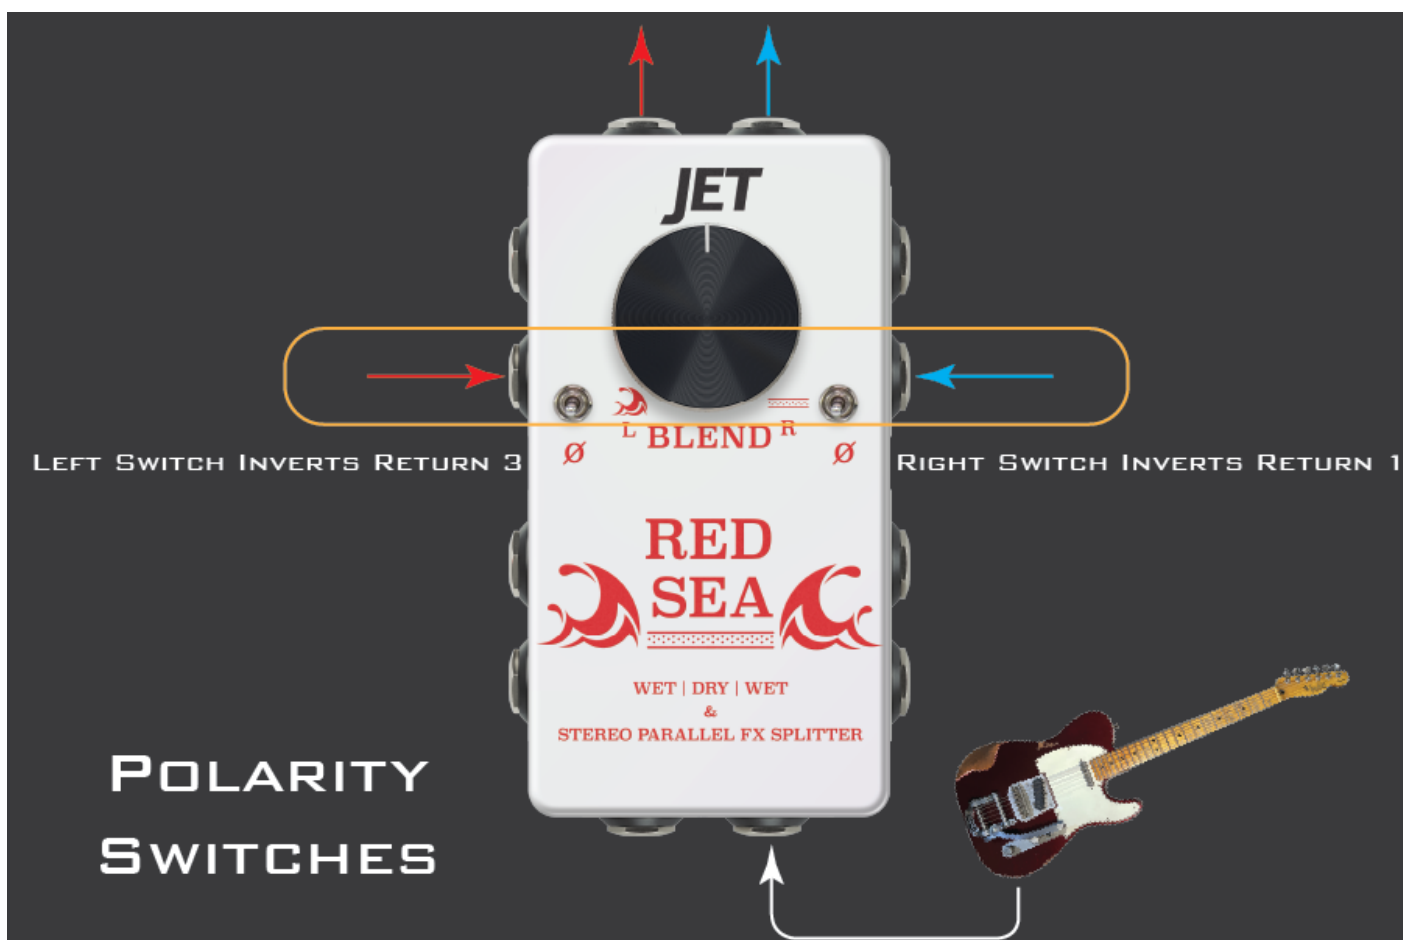 JET
L BLEND R
Ø Ø
LEFT SWITCH INVERTS RETURN 3
RIGHT SWITCH INVERTS RETURN 1
RED
SEA
WET | DRY | WET
&
STEREO PARALLEL FX SPLITTER
POLARITY
SWITCHES